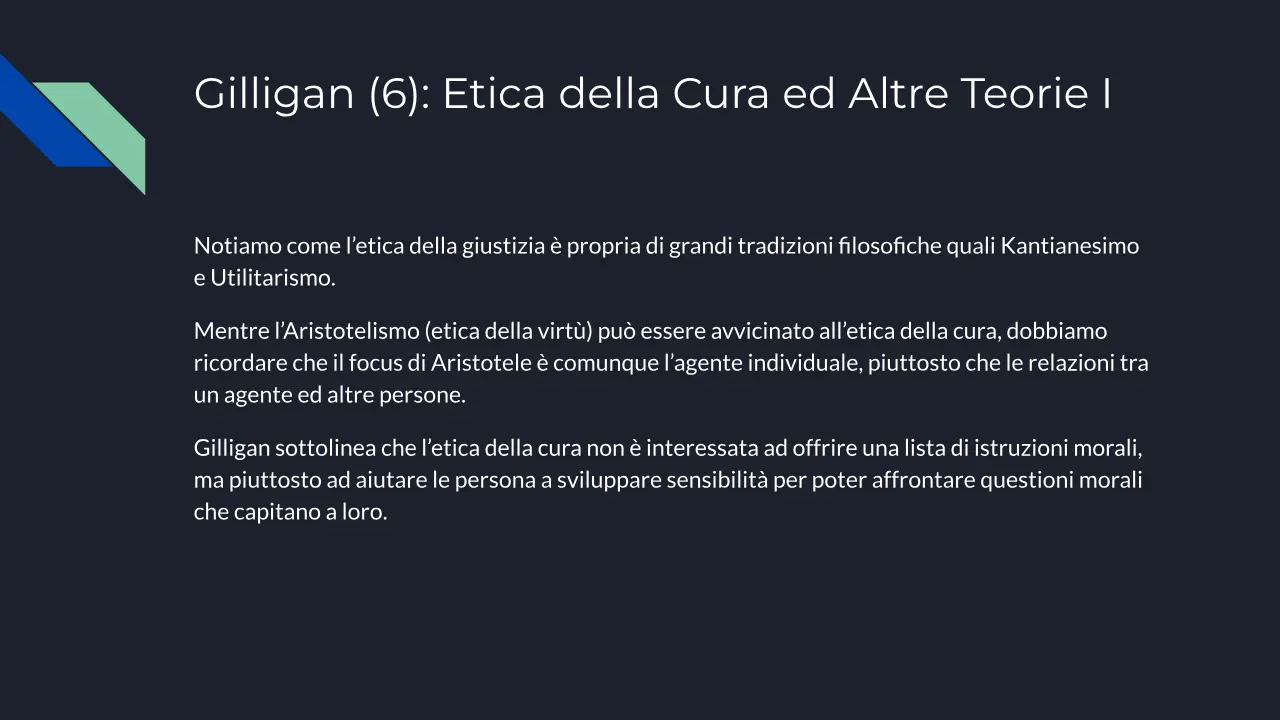 Gilligan (6): Etica della Cura ed Altre Teorie I
Notiamo come l’etica della giustizia è propria di grandi tradizioni filosofiche quali Kantianesimo
e Utilitarismo.
Mentre l’Aristotelismo (etica della virtù) può essere avvicinato all’etica della cura, dobbiamo
ricordare che il focus di Aristotele è comunque l’agente individuale, piuttosto che le relazioni tra
un agente ed altre persone.
Gilligan sottolinea che l’etica della cura non è interessata ad offrire una lista di istruzioni morali,
ma piuttosto ad aiutare le persona a sviluppare sensibilità per poter affrontare questioni morali
che capitano a loro.